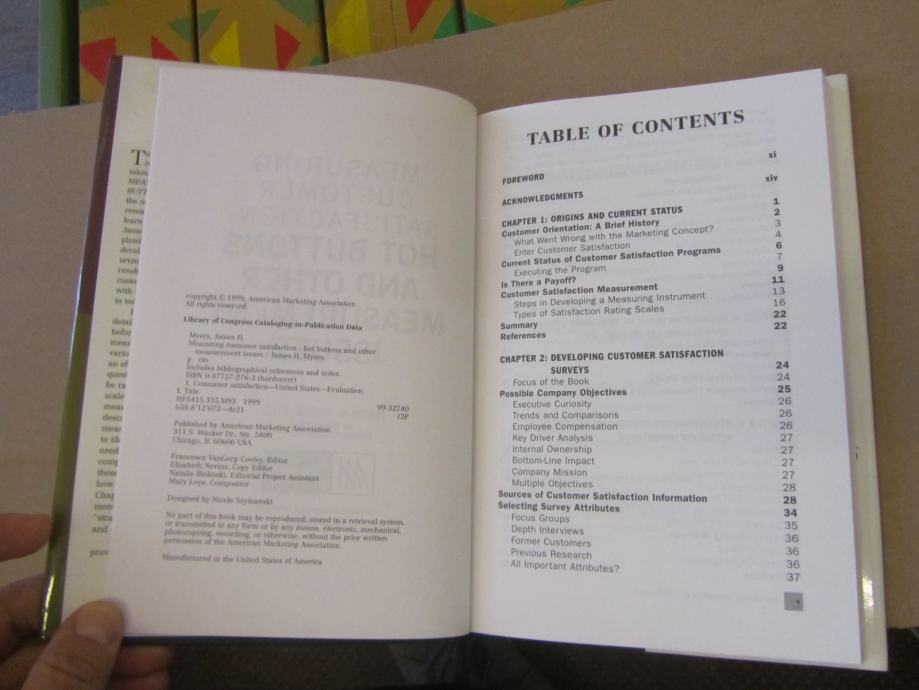 copyright © 1999, American Marketing Association
All rights reserved.
Library of Congress Cataloging-in-Publication Data
Myers, James H.
Measuring customer satisfaction : hot buttons and other
measurement issues / James H. Myers.
p. cm.
Includes bibliographical references and index.
ISBN 0-87757-276-3 (hardcover)
1. Consumer satisfaction—United States—Evaluation.
I. Title.
HF5415.335.M93 1999
658.8'12'072—dc21
99-32740
CIP
Published by American Marketing Association
311 S. Wacker Dr., Ste. 5800
Chicago, IL 60606 USA
Francesca VanGorp Cooley, Editor
Elisabeth Nevins, Copy Editor
Natalie Bielinski, Editorial Project Assistant
Mary Loye, Compositor
Designed by Nicole Szymanski
No part of this book may be reproduced, stored in a retrieval system,
or transmitted in any form or by any means, electronic, mechanical,
photocopying, recording, or otherwise, without the prior written
permission of the American Marketing Association.
Manufactured in the United States of America
TABLE OF CONTENTS
FOREWORD xi
ACKNOWLEDGMENTS xiv
CHAPTER 1: ORIGINS AND CURRENT STATUS 1
Customer Orientation: A Brief History 2
What Went Wrong with the Marketing Concept? 3
Enter Customer Satisfaction 4
Current Status of Customer Satisfaction Programs 6
Executing the Program 7
Is There a Payoff? 9
Customer Satisfaction Measurement 11
Steps in Developing a Measuring Instrument 13
Types of Satisfaction Rating Scales 16
Summary 22
References 22
CHAPTER 2: DEVELOPING CUSTOMER SATISFACTION
SURVEYS 24
Focus of the Book 24
Possible Company Objectives 25
Executive Curiosity 26
Trends and Comparisons 26
Employee Compensation 26
Key Driver Analysis 27
Internal Ownership 27
Bottom-Line Impact 27
Company Mission 27
Multiple Objectives 28
Sources of Customer Satisfaction Information 28
Selecting Survey Attributes 34
Focus Groups 35
Depth Interviews 36
Former Customers 36
Previous Research 36
All Important Attributes? 37